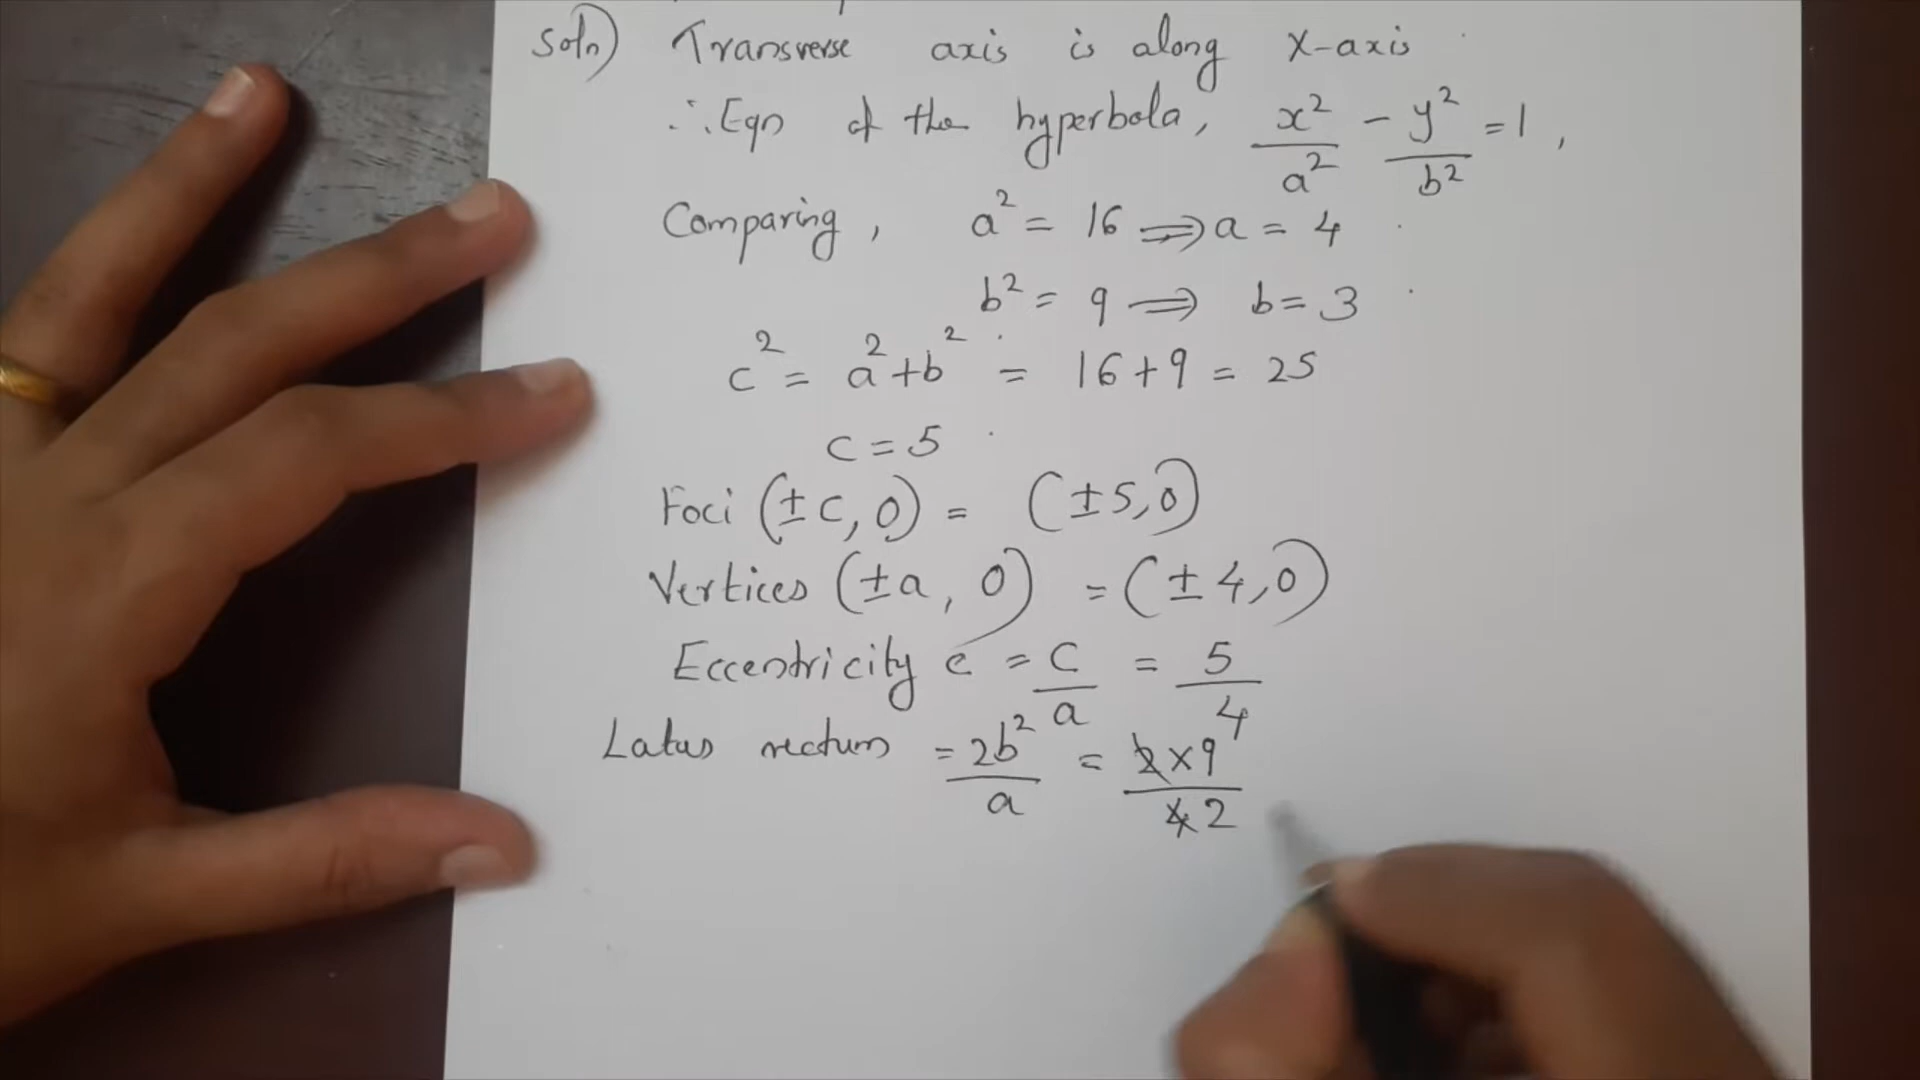 Soln) Transverse axis is along X-axis
∴ Eqn of the hyperbola, x²/a² - y²/b² = 1,
Comparing, a² = 16 ⟹ a = 4
b² = 9 ⟹ b = 3
c² = a² + b² = 16 + 9 = 25
c = 5
Foci (±c, 0) = (±5, 0)
Vertices (±a, 0) = (±4, 0)
Eccentricity e = c/a = 5/4
Latus rectum = 2b²/a = 2×9/4 2